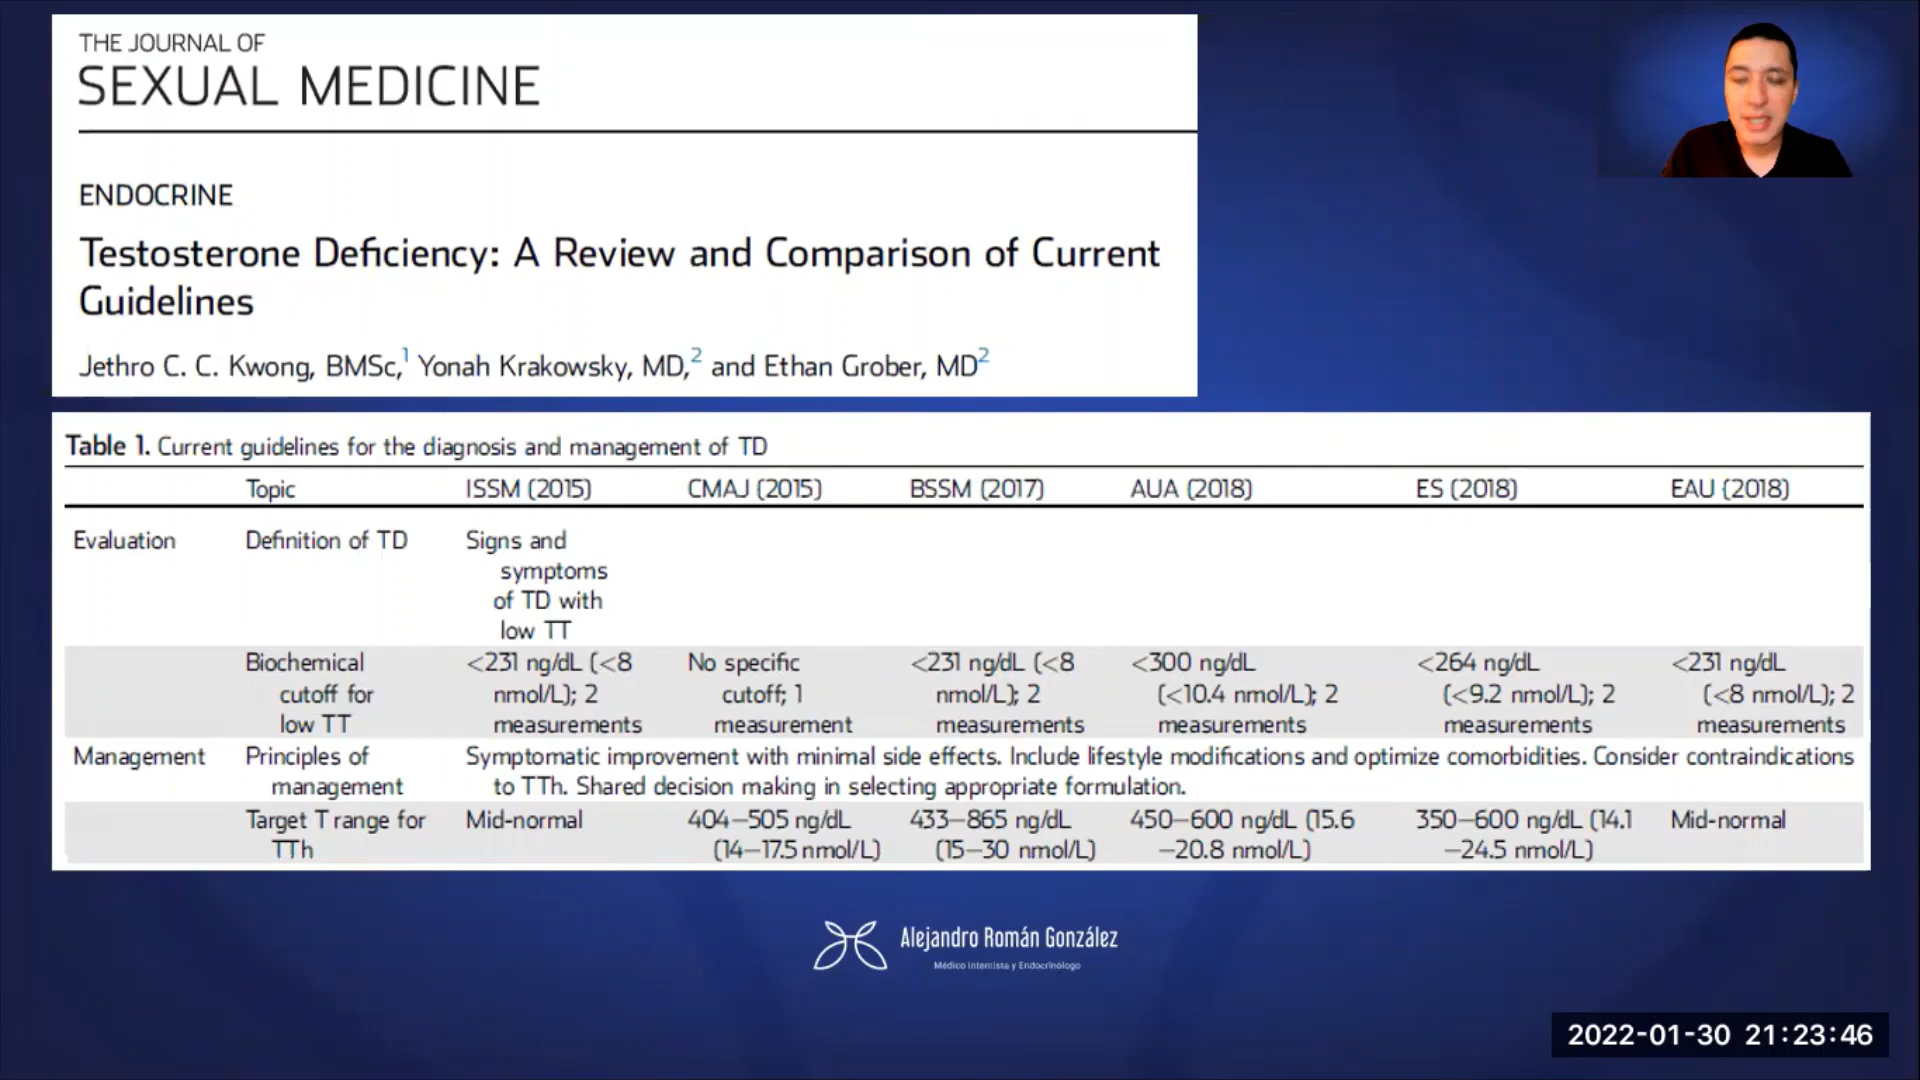 THE JOURNAL OF
SEXUAL MEDICINE
ENDOCRINE
Testosterone Deficiency: A Review and Comparison of Current
Guidelines
Jethro C. C. Kwong, BMSc,1 Yonah Krakowsky, MD,2 and Ethan Grober, MD2
Table 1. Current guidelines for the diagnosis and management of TD
Topic ISSM (2015) CMAJ (2015) BSSM (2017) AUA (2018) ES (2018) EAU (2018)
Evaluation Definition of TD Signs and
symptoms
of TD with
low TT
Biochemical <231 ng/dL (<8 No specific <231 ng/dL (<8 <300 ng/dL <264 ng/dL <231 ng/dL
cutoff for nmol/L); 2 cutoff; 1 nmol/L); 2 (<10.4 nmol/L); 2 (<9.2 nmol/L); 2 (<8 nmol/L); 2
low TT measurements measurement measurements measurements measurements measurements
Management Principles of Symptomatic improvement with minimal side effects. Include lifestyle modifications and optimize comorbidities. Consider contraindications
management to TTh. Shared decision making in selecting appropriate formulation.
Target T range for Mid-normal 404–505 ng/dL 433–865 ng/dL 450–600 ng/dL (15.6 350–600 ng/dL (14.1 Mid-normal
TTh (14–17.5 nmol/L) (15–30 nmol/L) –20.8 nmol/L) –24.5 nmol/L)
Alejandro Román González
Médico Internista y Endocrinólogo
2022-01-30 21:23:46